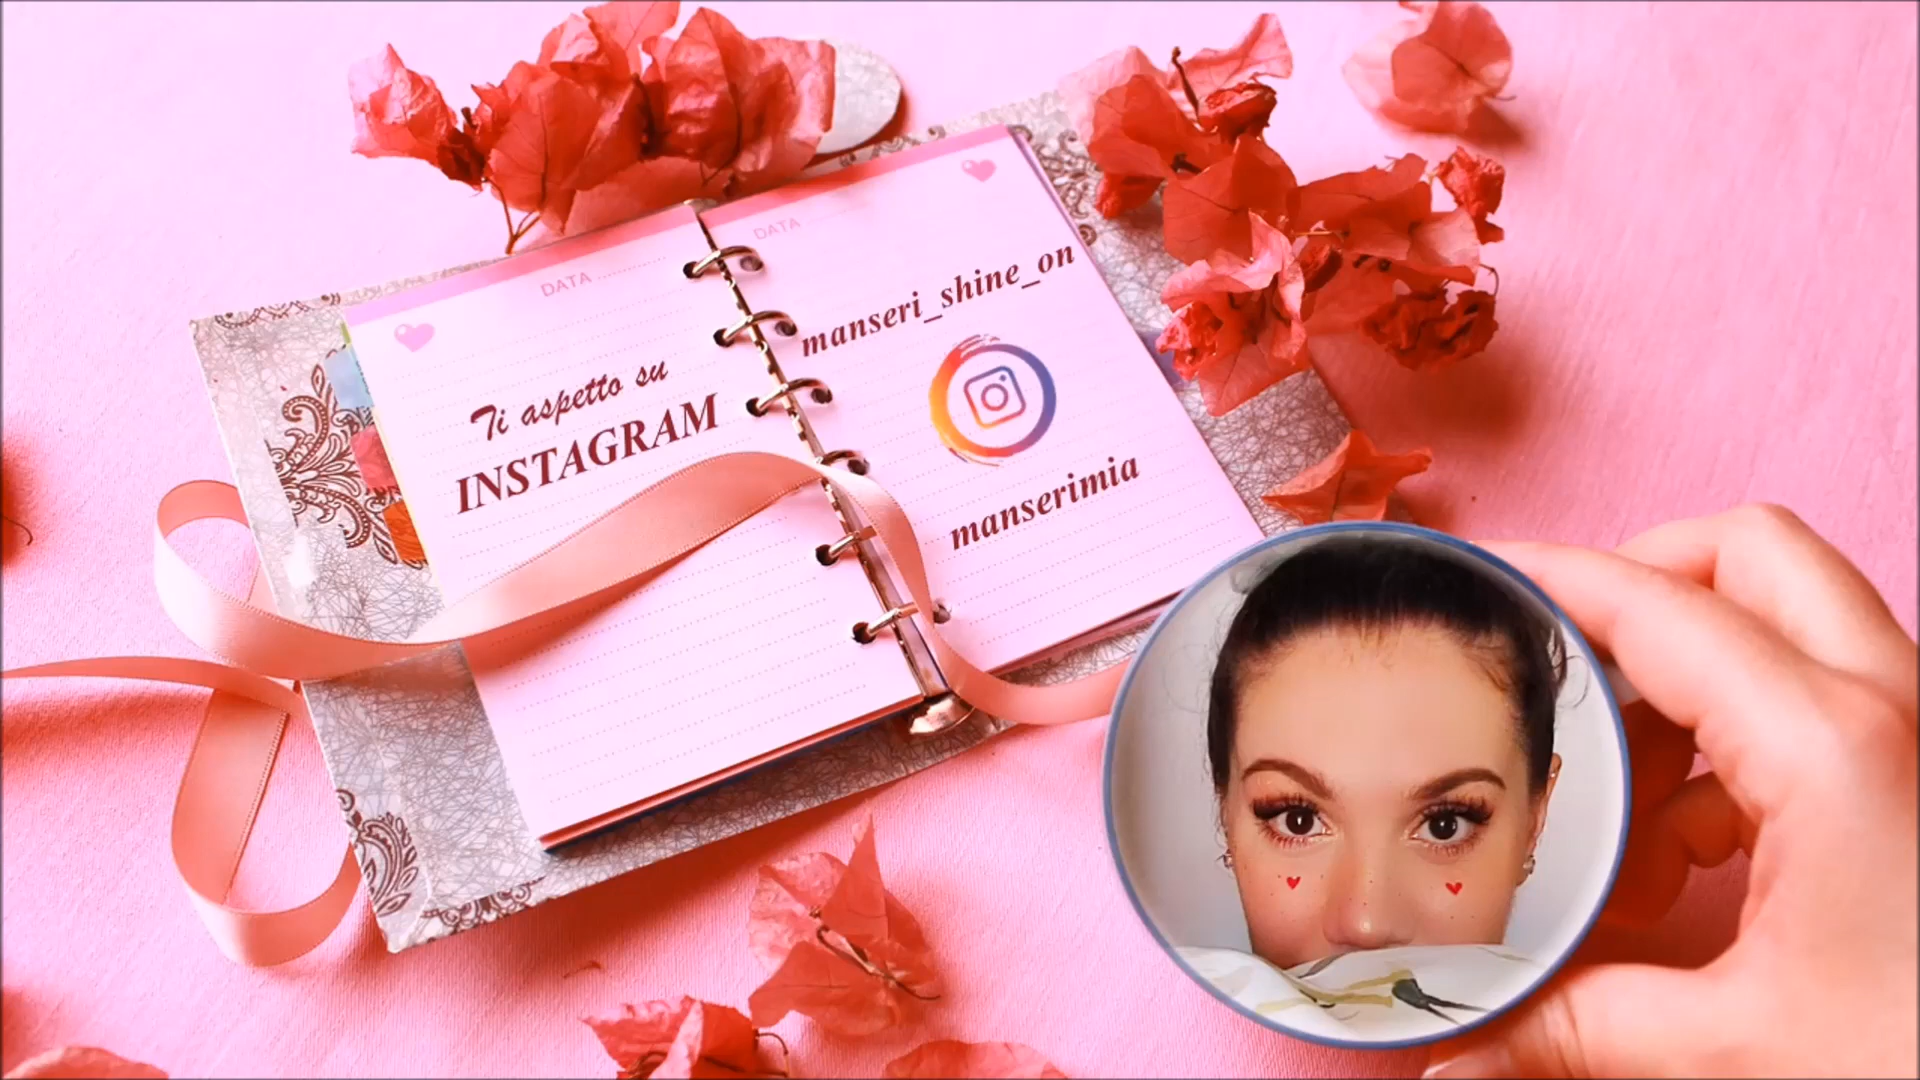 DATA
Ti aspetto su
INSTAGRAM
DATA
manseri_shine_on
manserimia